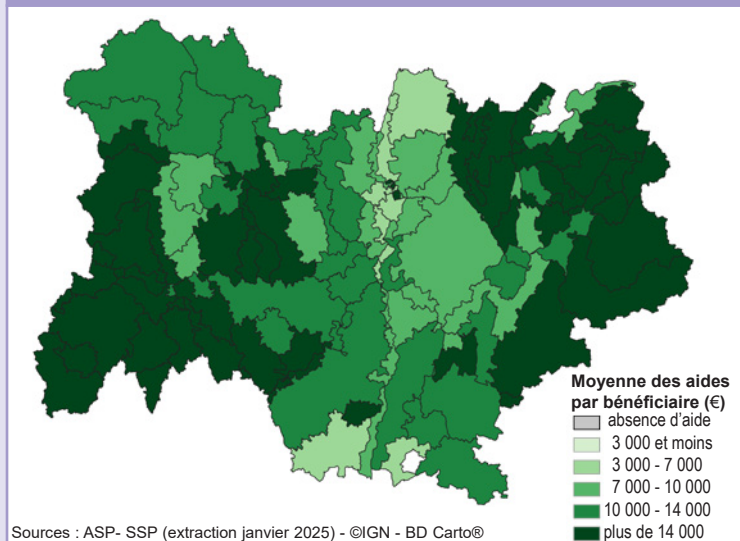 Moyenne des aides
par bénéficiaire (€)
absence d'aide
3 000 et moins
3 000 - 7 000
7 000 - 10 000
10 000 - 14 000
plus de 14 000
Sources : ASP- SSP (extraction janvier 2025) - ©IGN - BD Carto®